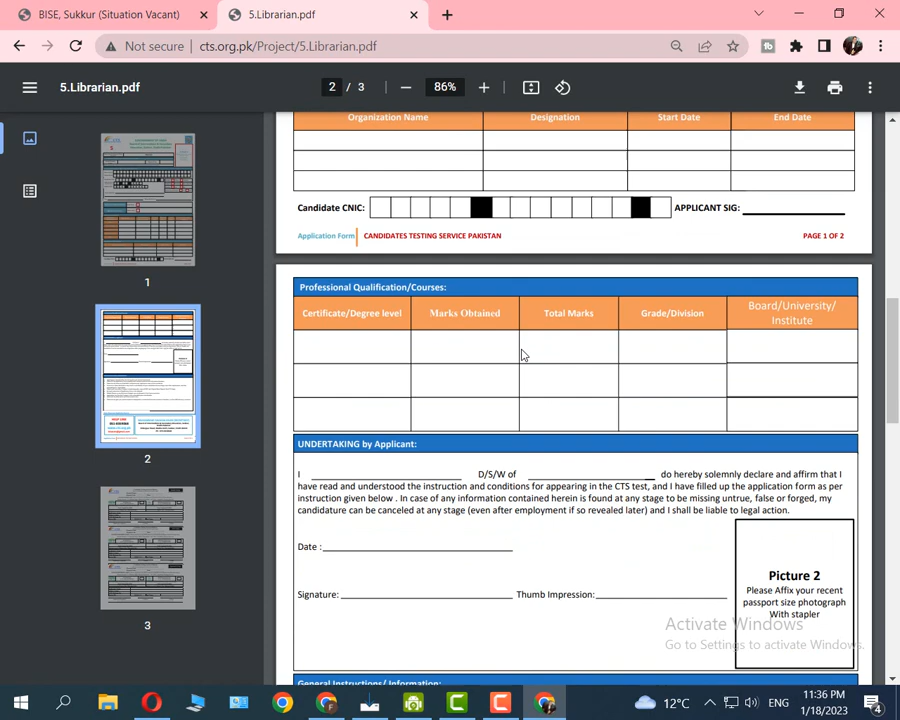 BISE, Sukkur (Situation Vacant)
5.Librarian.pdf
Not secure
cts.org.pk/Project/5.Librarian.pdf
5.Librarian.pdf
2 / 3
86%
1
2
3
Organization Name Designation Start Date End Date
Candidate CNIC: APPLICANT SIG:
Application Form CANDIDATES TESTING SERVICE PAKISTAN PAGE 1 OF 2
Professional Qualification/Courses:
Certificate/Degree level Marks Obtained Total Marks Grade/Division Board/University/
Institute
UNDERTAKING by Applicant:
I D/S/W of do hereby solemnly declare and affirm that I
have read and understood the instruction and conditions for appearing in the CTS test, and I have filled up the application form as per
instruction given below . In case of any information contained herein is found at any stage to be missing untrue, false or forged, my
candidature can be canceled at any stage (even after employment if so revealed later) and I shall be liable to legal action.
Date :
Signature: Thumb Impression:
Picture 2
Please Affix your recent
passport size photograph
With stapler
General Instructions/ Information:
Activate Windows
Go to Settings to activate Windows.
12°C
ENG
11:36 PM
1/18/2023
4